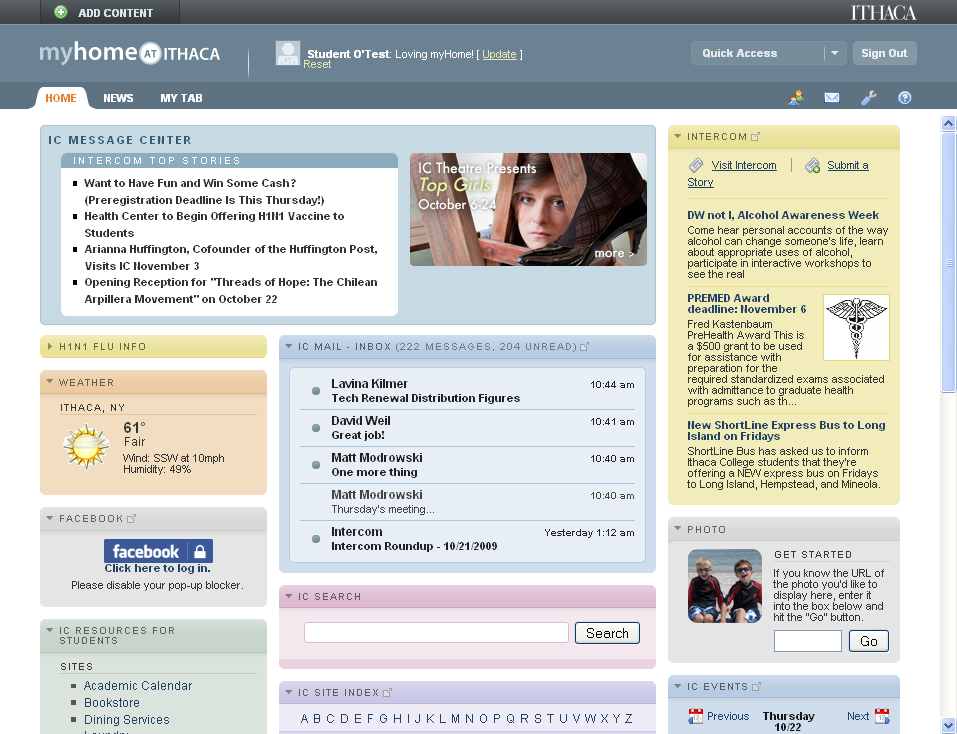 ADD CONTENT
ITHACA
myhome AT ITHACA
Student O'Test: Loving myHome! [ Update ]
Reset
Quick Access
Sign Out
HOME NEWS MY TAB
IC MESSAGE CENTER
INTERCOM TOP STORIES
Want to Have Fun and Win Some Cash?
(Preregistration Deadline Is This Thursday!)
Health Center to Begin Offering H1N1 Vaccine to
Students
Arianna Huffington, Cofounder of the Huffington Post,
Visits IC November 3
Opening Reception for "Threads of Hope: The Chilean
Arpillera Movement" on October 22
IC Theatre Presents
Top Girls
October 6-24
more >
H1N1 FLU INFO
WEATHER
ITHACA, NY
61°
Fair
Wind: SSW at 10mph
Humidity: 49%
FACEBOOK
facebook
Click here to log in.
Please disable your pop-up blocker.
IC RESOURCES FOR
STUDENTS
SITES
Academic Calendar
Bookstore
Dining Services
IC MAIL - INBOX (222 MESSAGES, 204 UNREAD)
Lavina Kilmer 10:44 am
Tech Renewal Distribution Figures
David Weil 10:41 am
Great job!
Matt Modrowski 10:40 am
One more thing
Matt Modrowski 10:40 am
Thursday's meeting...
Intercom Yesterday 1:12 am
Intercom Roundup - 10/21/2009
IC SEARCH
Search
IC SITE INDEX
A B C D E F G H I J K L M N O P Q R S T U V W X Y Z
INTERCOM
Visit Intercom | Submit a
Story
DW not I, Alcohol Awareness Week
Come hear personal accounts of the way
alcohol can change someone's life, learn
about appropriate uses of alcohol,
participate in interactive workshops to
see the real
PREMED Award
deadline: November 6
Fred Kastenbaum
PreHealth Award This is
a $500 grant to be used
for assistance with
preparation for the
required standardized exams associated
with admittance to graduate health
programs such as th...
New ShortLine Express Bus to Long
Island on Fridays
ShortLine Bus has asked us to inform
Ithaca College students that they're
offering a NEW express bus on Fridays
to Long Island, Hempstead, and Mineola.
PHOTO
GET STARTED
If you know the URL of
the photo you'd like to
display here, enter it
into the box below and
hit the "Go" button.
Go
IC EVENTS
Previous Thursday Next
10/22